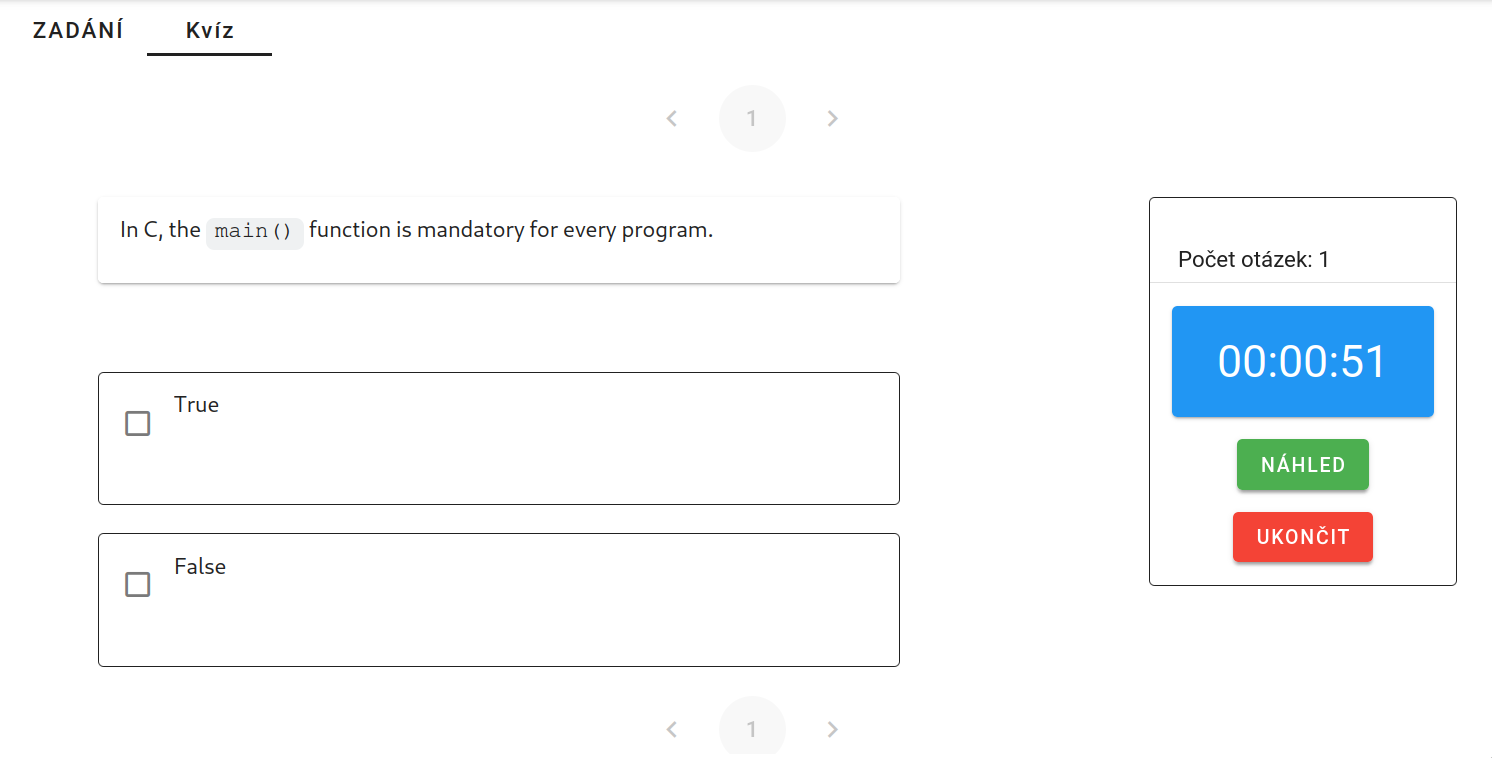 ZADÁNÍ Kvíz
1
In C, the main() function is mandatory for every program.
Počet otázek: 1
00:00:51
NÁHLED
UKONČIT
True
False
1